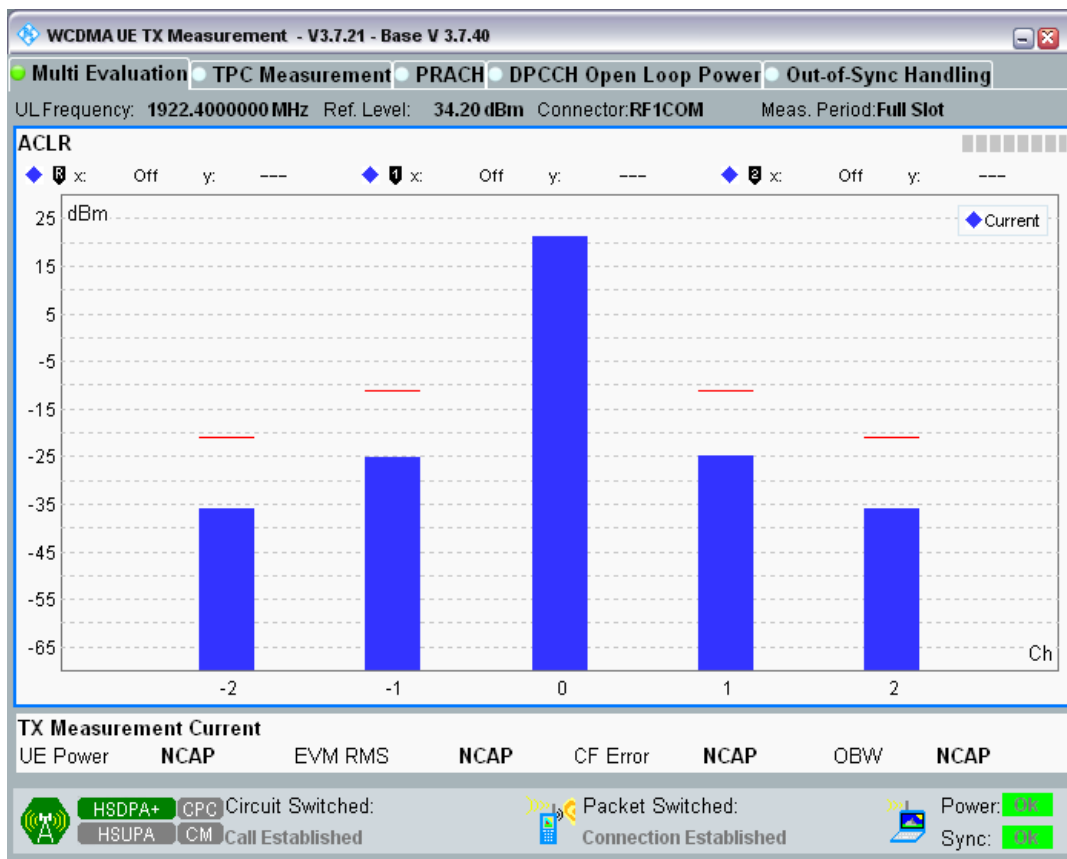 WCDMA UE TX Measurement - V3.7.21 - Base V 3.7.40
Multi Evaluation TPC Measurement PRACH DPCCH Open Loop Power Out-of-Sync Handling
UL Frequency: 1922.4000000 MHz Ref. Level: 34.20 dBm Connector:RF1COM Meas. Period:Full Slot
ACLR
R x: Off y: --- 1 x: Off y: --- 2 x: Off y: ---
dBm
Current
25
15
5
-5
-15
-25
-35
-45
-55
-65
Ch
-2 -1 0 1 2
TX Measurement Current
UE Power NCAP EVM RMS NCAP CF Error NCAP OBW NCAP
HSDPA+ CPC Circuit Switched: Packet Switched: Power: OK
HSUPA CM Call Established Connection Established Sync: OK